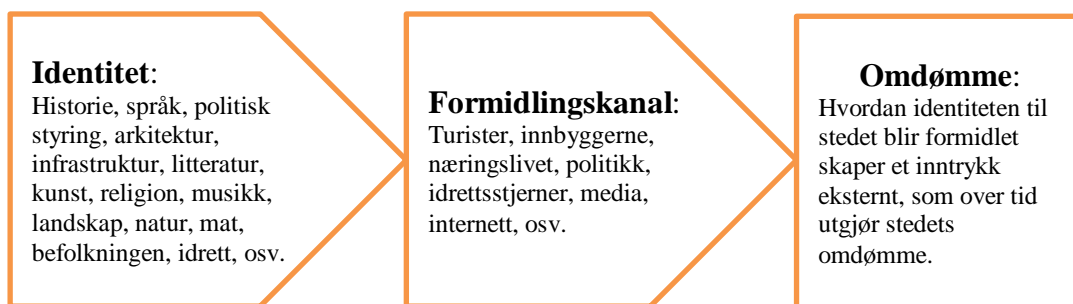 Identitet:
Historie, språk, politisk
styring, arkitektur,
infrastruktur, litteratur,
kunst, religion, musikk,
landskap, natur, mat,
befolkningen, idrett, osv.
Formidlingskanal:
Turister, innbyggerne,
næringslivet, politikk,
idrettsstjerner, media,
internett, osv.
Omdømme:
Hvordan identiteten til
stedet blir formidlet
skaper et inntrykk
eksternt, som over tid
utgjør stedets
omdømme.